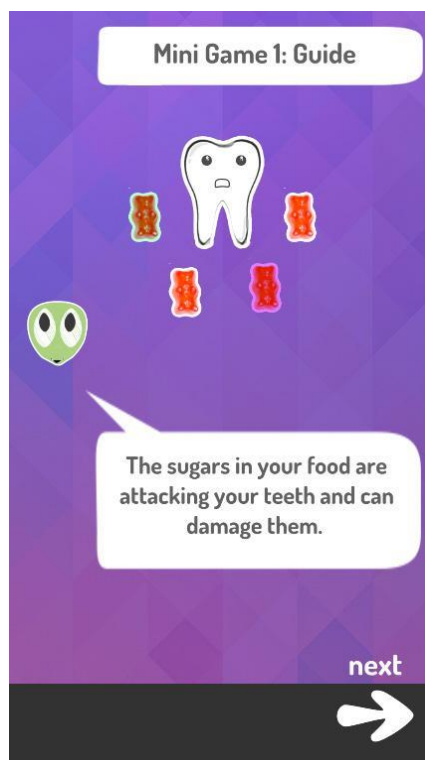 Mini Game 1: Guide
The sugars in your food are
attacking your teeth and can
damage them.
next